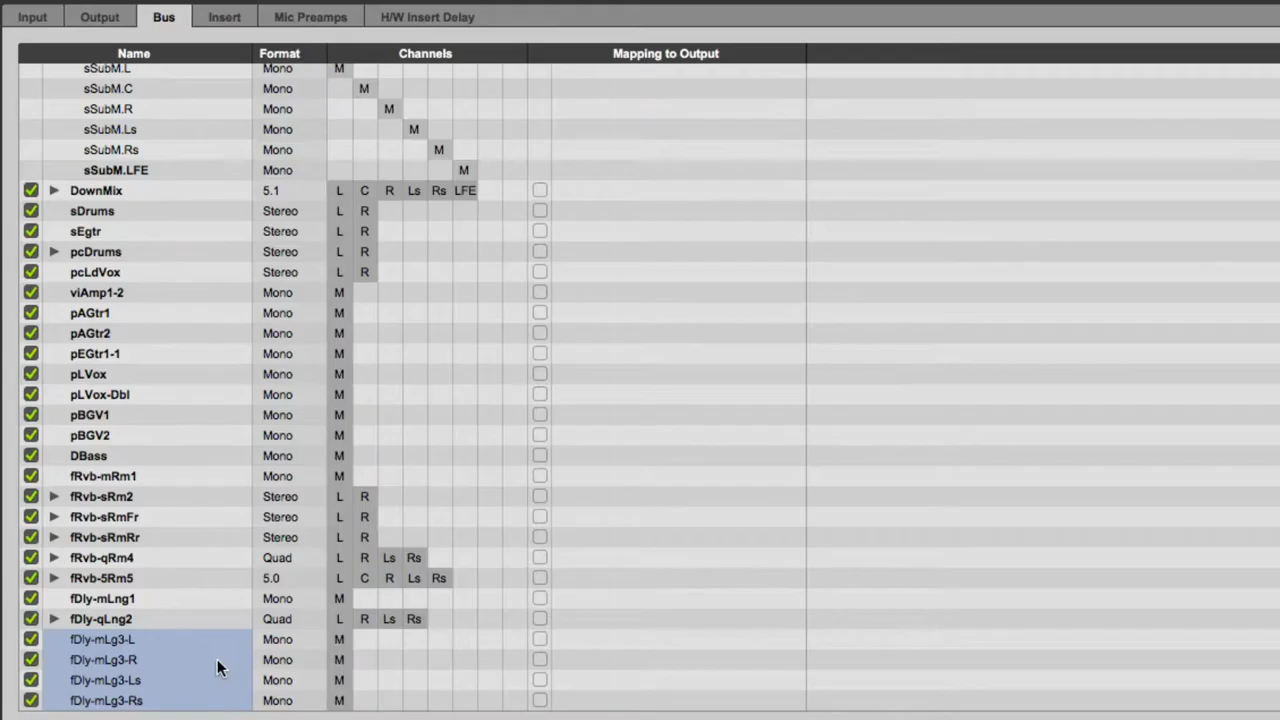 Input Output Bus Insert Mic Preamps H/W Insert Delay
Name Format Channels Mapping to Output
sSubM.L Mono M
sSubM.C Mono M
sSubM.R Mono M
sSubM.Ls Mono M
sSubM.Rs Mono M
sSubM.LFE Mono M
DownMix 5.1 L C R Ls Rs LFE
sDrums Stereo L R
sEgtr Stereo L R
pcDrums Stereo L R
pcLdVox Stereo L R
viAmp1-2 Mono M
pAGtr1 Mono M
pAGtr2 Mono M
pEGtr1-1 Mono M
pLVox Mono M
pLVox-Dbl Mono M
pBGV1 Mono M
pBGV2 Mono M
DBass Mono M
fRvb-mRm1 Mono M
fRvb-sRm2 Stereo L R
fRvb-sRmFr Stereo L R
fRvb-sRmRr Stereo L R
fRvb-qRm4 Quad L R Ls Rs
fRvb-5Rm5 5.0 L C R Ls Rs
fDly-mLng1 Mono M
fDly-qLng2 Quad L R Ls Rs
fDly-mLg3-L Mono M
fDly-mLg3-R Mono M
fDly-mLg3-Ls Mono M
fDly-mLg3-Rs Mono M